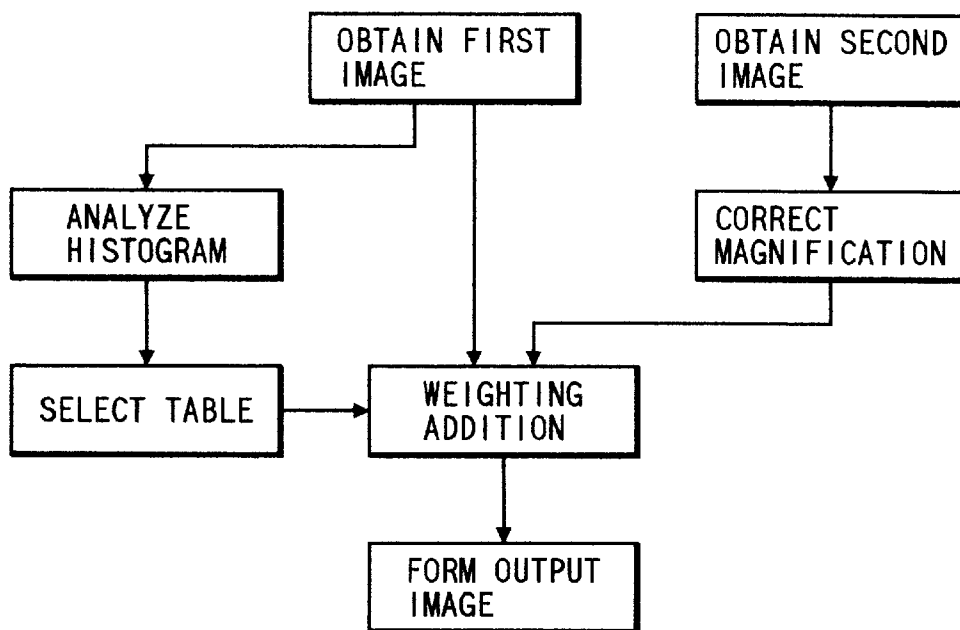 OBTAIN FIRST
IMAGE
OBTAIN SECOND
IMAGE
ANALYZE
HISTOGRAM
CORRECT
MAGNIFICATION
SELECT TABLE
WEIGHTING
ADDITION
FORM OUTPUT
IMAGE